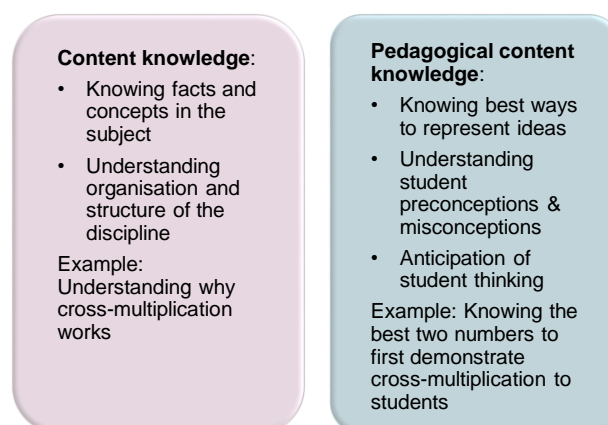 Content knowledge:
• Knowing facts and
concepts in the
subject
• Understanding
organisation and
structure of the
discipline
Example:
Understanding why
cross-multiplication
works
Pedagogical content
knowledge:
• Knowing best ways
to represent ideas
• Understanding
student
preconceptions &
misconceptions
• Anticipation of
student thinking
Example: Knowing the
best two numbers to
first demonstrate
cross-multiplication to
students